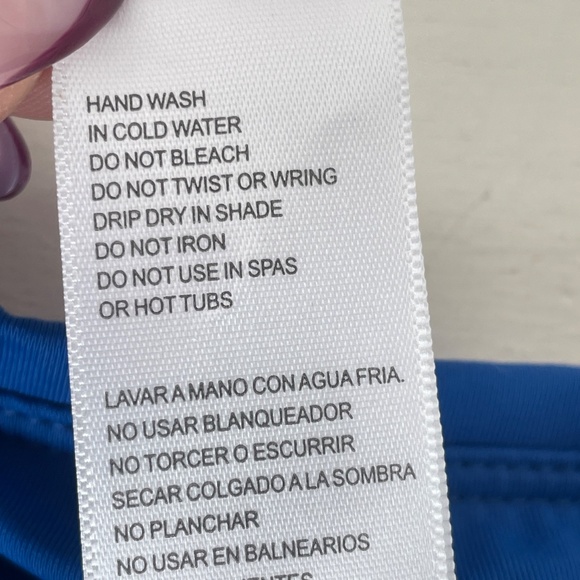 HAND WASH
IN COLD WATER
DO NOT BLEACH
DO NOT TWIST OR WRING
DRIP DRY IN SHADE
DO NOT IRON
DO NOT USE IN SPAS
OR HOT TUBS
LAVAR A MANO CON AGUA FRIA.
NO USAR BLANQUEADOR
NO TORCER O ESCURRIR
SECAR COLGADO A LA SOMBRA
NO PLANCHAR
NO USAR EN BALNEARIOS